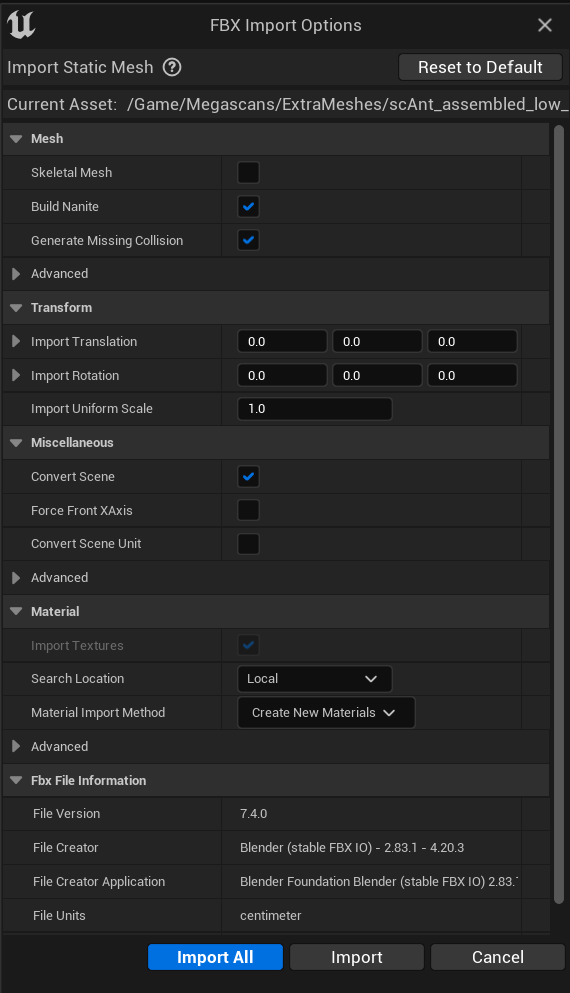 FBX Import Options
Import Static Mesh ? Reset to Default
Current Asset: /Game/Megascans/ExtraMeshes/scAnt_assembled_low_
Mesh
Skeletal Mesh
Build Nanite
Generate Missing Collision
Advanced
Transform
Import Translation 0.0 0.0 0.0
Import Rotation 0.0 0.0 0.0
Import Uniform Scale 1.0
Miscellaneous
Convert Scene
Force Front XAxis
Convert Scene Unit
Advanced
Material
Import Textures
Search Location Local
Material Import Method Create New Materials
Advanced
Fbx File Information
File Version 7.4.0
File Creator Blender (stable FBX IO) - 2.83.1 - 4.20.3
File Creator Application Blender Foundation Blender (stable FBX IO) 2.83.
File Units centimeter
Import All Import Cancel